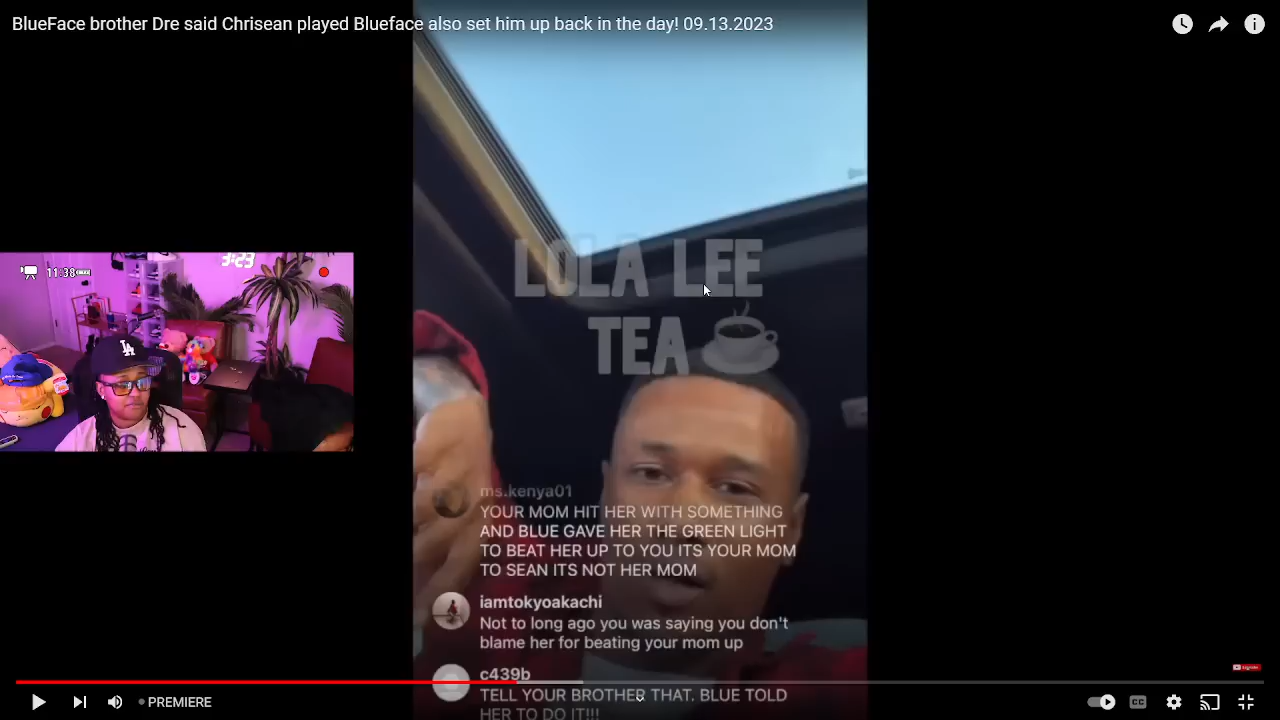 BlueFace brother Dre said Chrisean played Blueface also set him up back in the day! 09.13.2023
11:38
3:23
LA
LOLA LEE
TEA
ms.kenya01
YOUR MOM HIT HER WITH SOMETHING
AND BLUE GAVE HER THE GREEN LIGHT
TO BEAT HER UP TO YOU ITS YOUR MOM
TO SEAN ITS NOT HER MOM
iamtokyoakachi
Not to long ago you was saying you don't
blame her for beating your mom up
c439b
TELL YOUR BROTHER THAT. BLUE TOLD
HER TO DO IT!!!
PREMIERE
CC